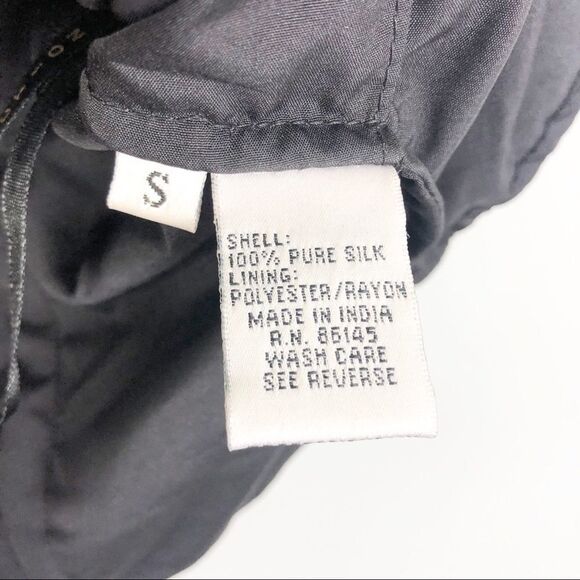 S
SHELL:
100% PURE SILK
LINING:
POLYESTER/RAYON
MADE IN INDIA
R.N. 86145
WASH CARE
SEE REVERSE